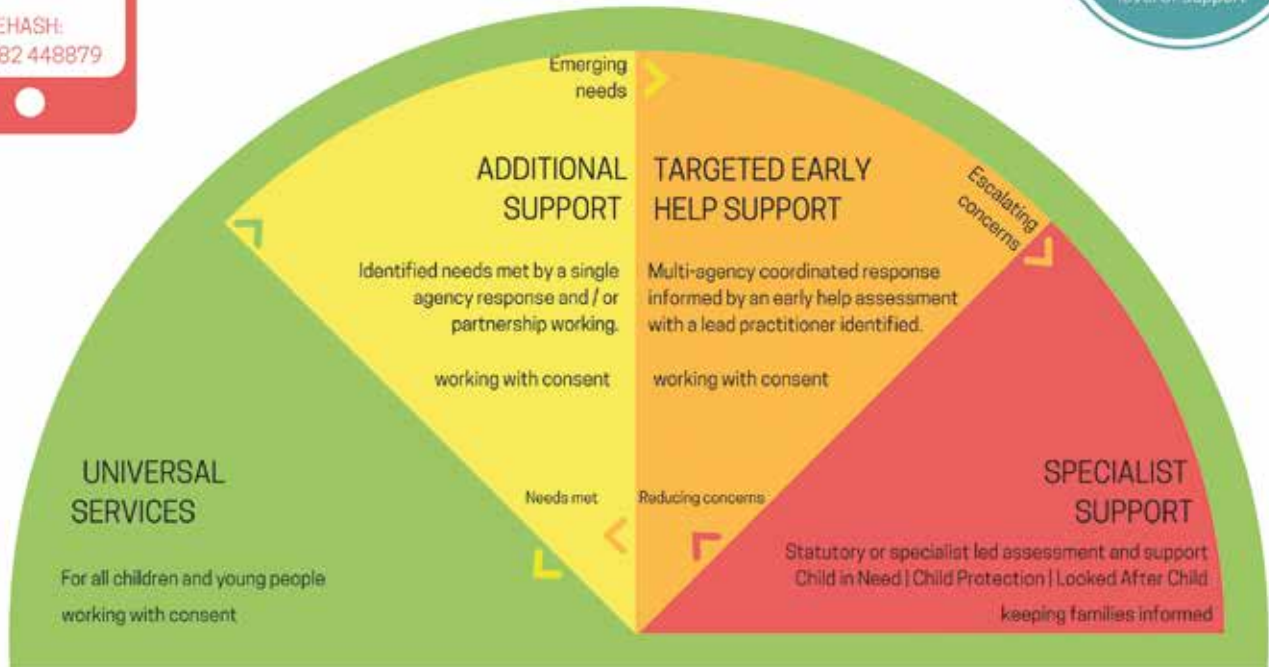 EHASH:
82 448879
level of support
Emerging
needs
ADDITIONAL
SUPPORT
Identified needs met by a single
agency response and / or
partnership working.
working with consent
TARGETED EARLY
HELP SUPPORT
Multi-agency coordinated response
informed by an early help assessment
with a lead practitioner identified.
working with consent
Escalating
concerns
UNIVERSAL
SERVICES
For all children and young people
working with consent
Needs met
Reducing concerns
SPECIALIST
SUPPORT
Statutory or specialist led assessment and support
Child in Need | Child Protection | Looked After Child
keeping families informed